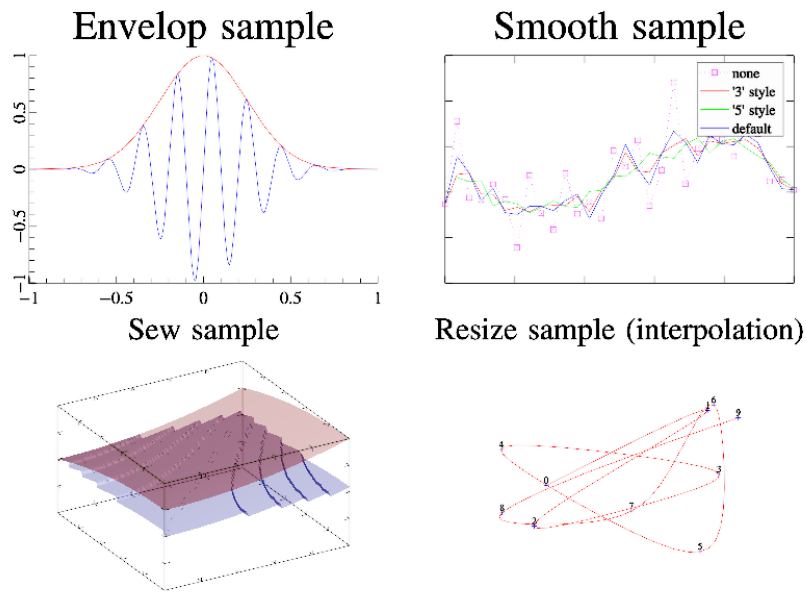 Envelop sample
Smooth sample
1
0.5
0
−0.5
−1
−1 −0.5 0 0.5 1
none
'3' style
'5' style
default
Sew sample
Resize sample (interpolation)
6
1
9
4
3
0
8
7
2
5